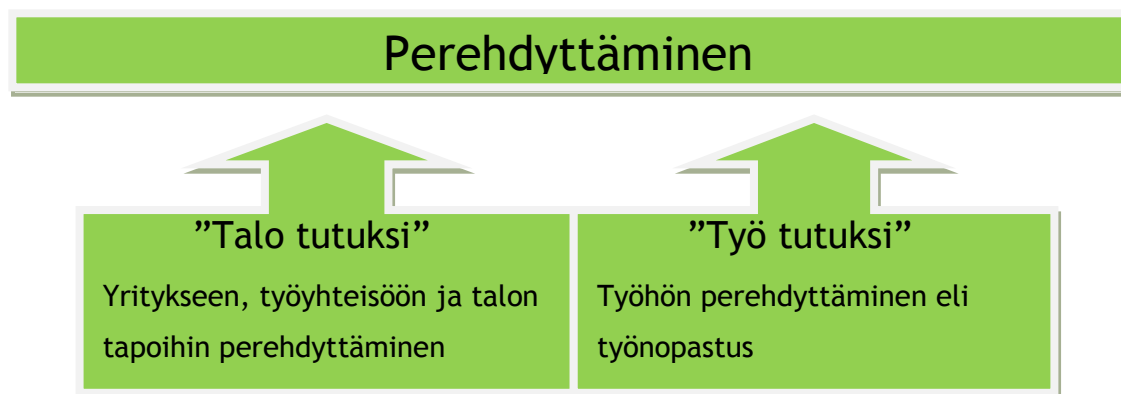 Perehdyttäminen
”Talo tutuksi”
Yritykseen, työyhteisöön ja talon
tapoihin perehdyttäminen
”Työ tutuksi”
Työhön perehdyttäminen eli
työnopastus